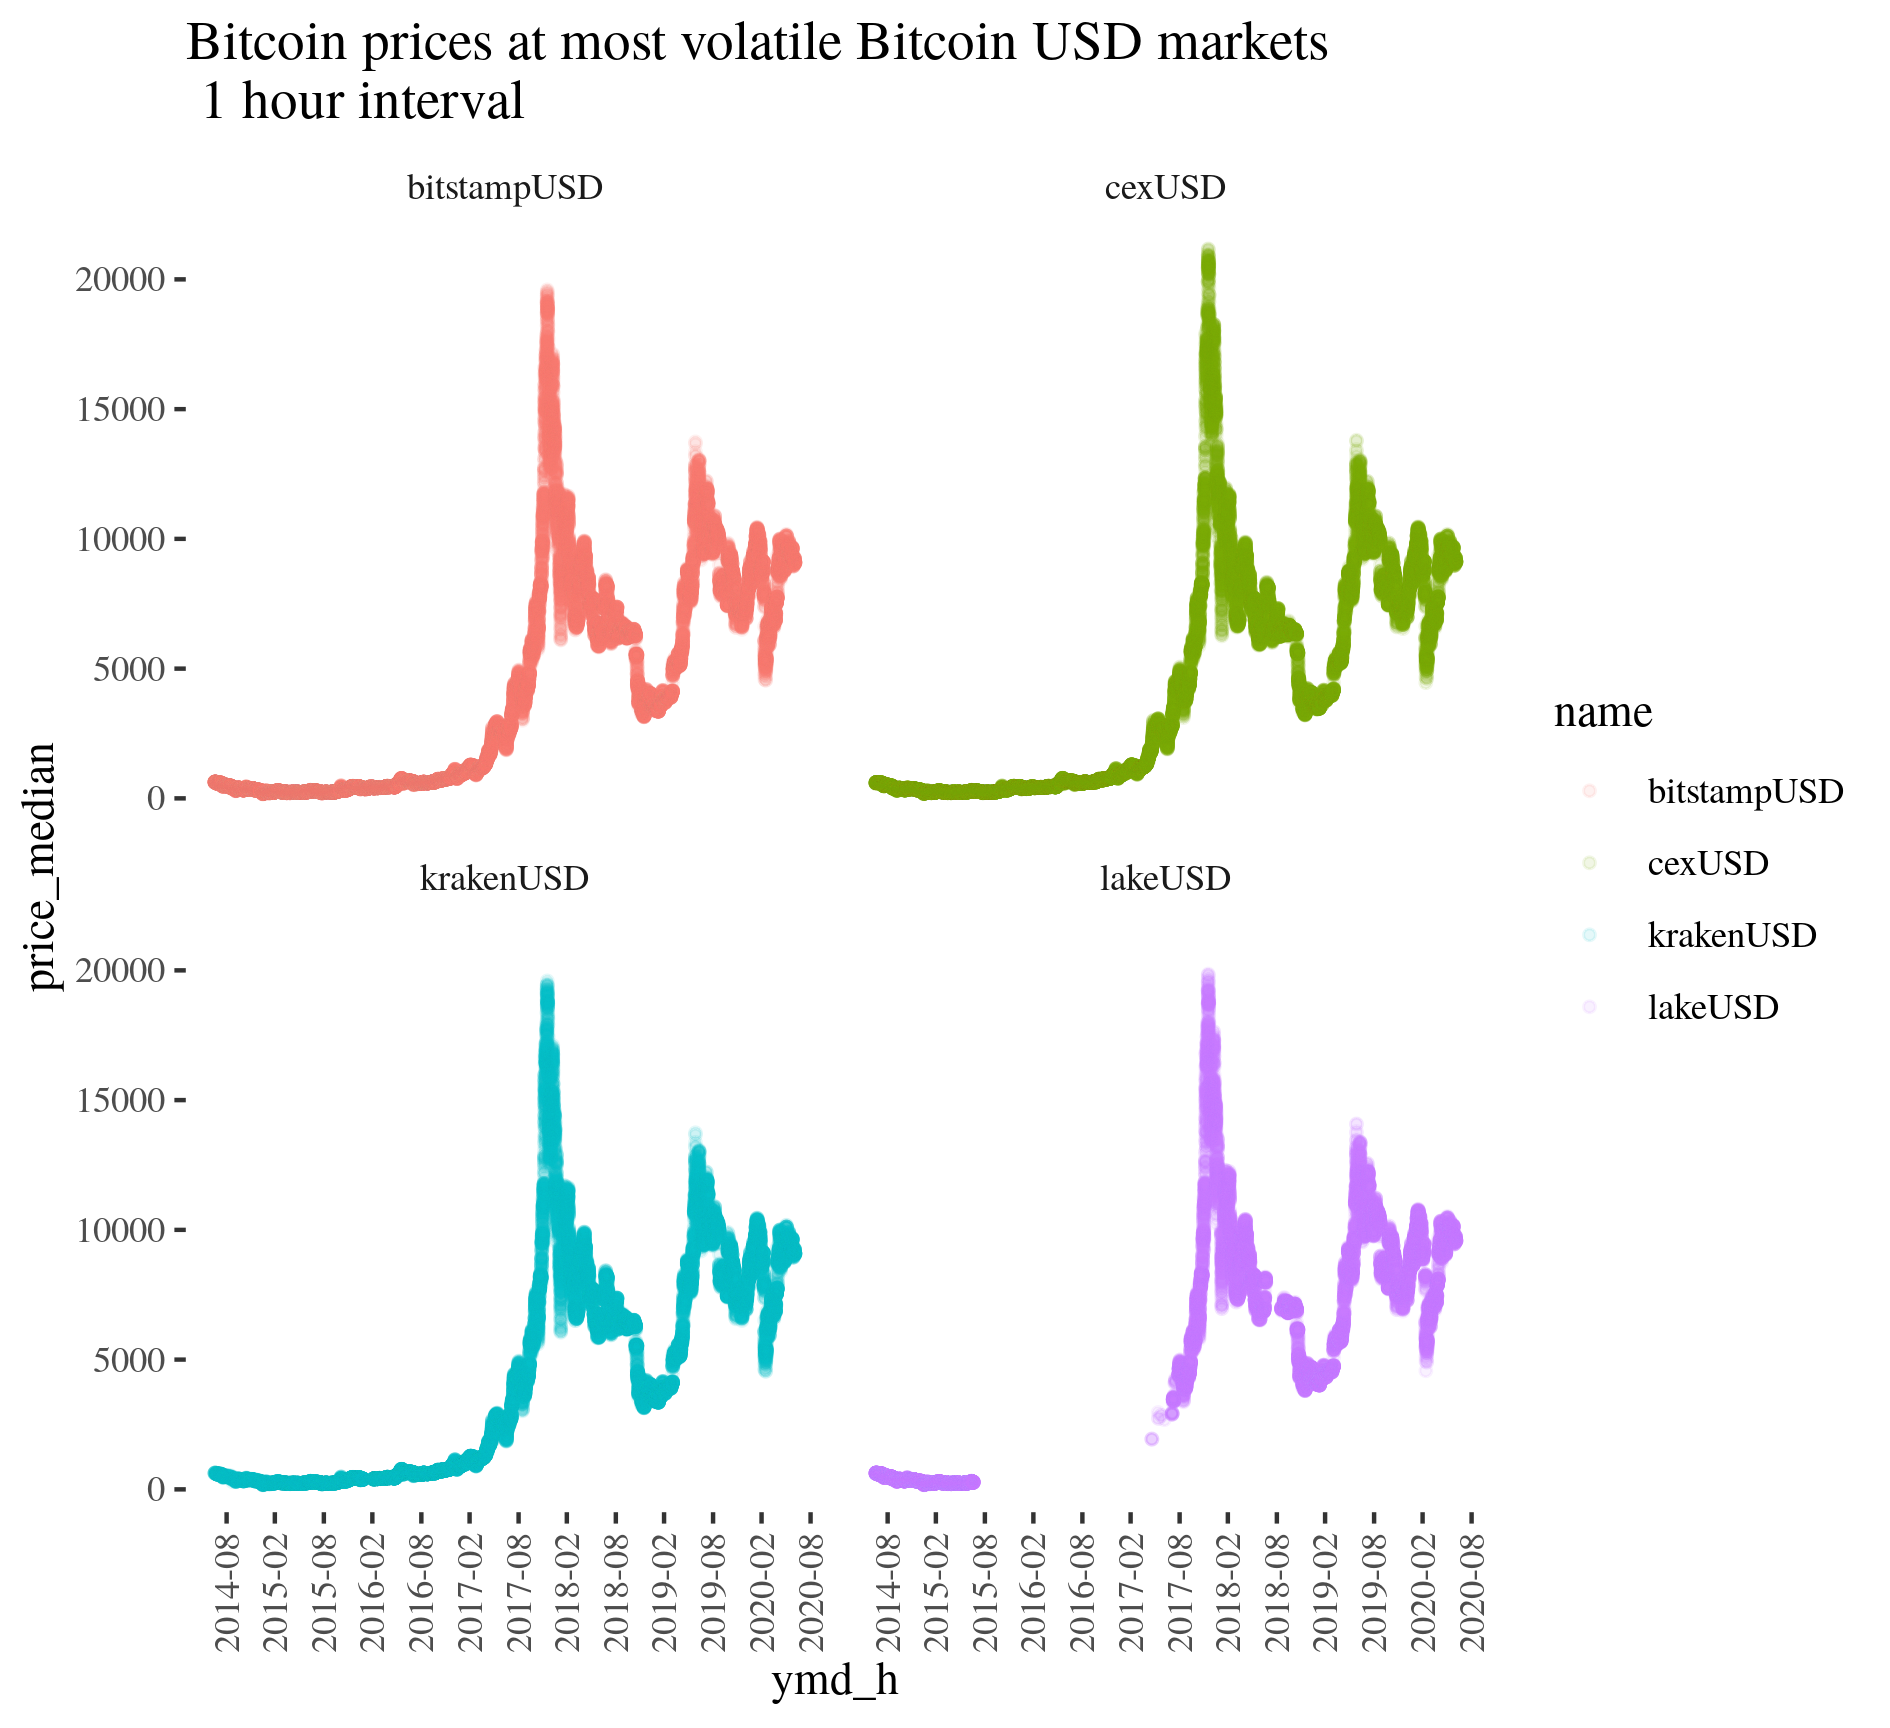 Bitcoin prices at most volatile Bitcoin USD markets
1 hour interval
bitstampUSD
cexUSD
20000
15000
10000
5000
0
krakenUSD
lakeUSD
20000
15000
10000
5000
0
price_median
2014-08
2015-02
2015-08
2016-02
2016-08
2017-02
2017-08
2018-02
2018-08
2019-02
2019-08
2020-02
2020-08
2014-08
2015-02
2015-08
2016-02
2016-08
2017-02
2017-08
2018-02
2018-08
2019-02
2019-08
2020-02
2020-08
ymd_h
name
bitstampUSD
cexUSD
krakenUSD
lakeUSD